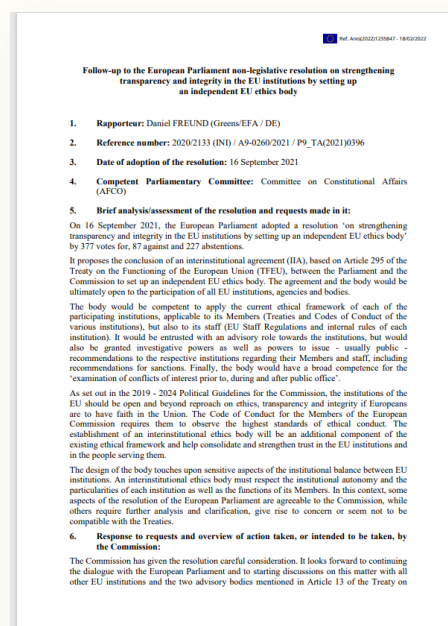 Ref. Ares(2022)1235847 - 18/02/2022
Follow-up to the European Parliament non-legislative resolution on strengthening
transparency and integrity in the EU institutions by setting up
an independent EU ethics body
1. Rapporteur: Daniel FREUND (Greens/EFA / DE)
2. Reference number: 2020/2133 (INI) / A9-0260/2021 / P9_TA(2021)0396
3. Date of adoption of the resolution: 16 September 2021
4. Competent Parliamentary Committee: Committee on Constitutional Affairs
(AFCO)
5. Brief analysis/assessment of the resolution and requests made in it:
On 16 September 2021, the European Parliament adopted a resolution ‘on strengthening
transparency and integrity in the EU institutions by setting up an independent EU ethics body’
by 377 votes for, 87 against and 227 abstentions.
It proposes the conclusion of an interinstitutional agreement (IIA), based on Article 295 of the
Treaty on the Functioning of the European Union (TFEU), between the Parliament and the
Commission to set up an independent EU ethics body. The agreement and the body would be
ultimately open to the participation of all EU institutions, agencies and bodies.
The body would be competent to apply the current ethical framework of each of the
participating institutions, applicable to its Members (Treaties and Codes of Conduct of the
various institutions), but also to its staff (EU Staff Regulations and internal rules of each
institution). It would be entrusted with an advisory role towards the institutions, but would
also be granted investigative powers as well as powers to issue - usually public -
recommendations to the respective institutions regarding their Members and staff, including
recommendations for sanctions. Finally, the body would have a broad competence for the
‘examination of conflicts of interest prior to, during and after public office’.
As set out in the 2019 - 2024 Political Guidelines for the Commission, the institutions of the
EU should be open and beyond reproach on ethics, transparency and integrity if Europeans
are to have faith in the Union. The Code of Conduct for the Members of the European
Commission requires them to observe the highest standards of ethical conduct. The
establishment of an interinstitutional ethics body will be an additional component of the
existing ethical framework and help consolidate and strengthen trust in the EU institutions and
in the people serving them.
The design of the body touches upon sensitive aspects of the institutional balance between EU
institutions. An interinstitutional ethics body must respect the institutional autonomy and the
particularities of each institution as well as the functions of its Members. In this context, some
aspects of the resolution of the European Parliament are agreeable to the Commission, while
others require further analysis and clarification, give rise to concern or seem not to be
compatible with the Treaties.
6. Response to requests and overview of action taken, or intended to be taken, by
the Commission:
The Commission has given the resolution careful consideration. It looks forward to continuing
the dialogue with the European Parliament and to starting discussions on this matter with all
other EU institutions and the two advisory bodies mentioned in Article 13 of the Treaty on